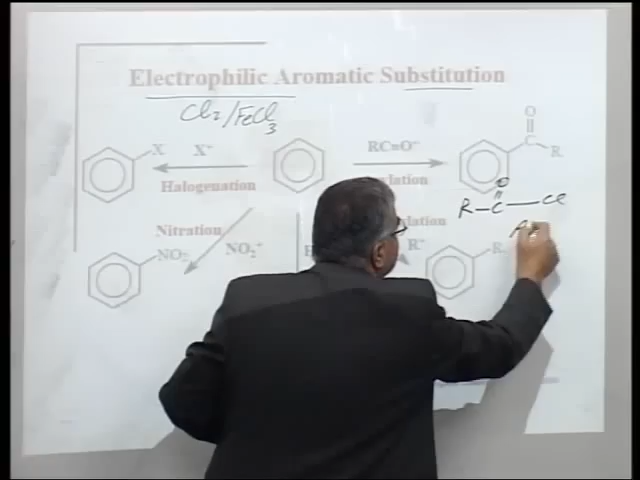 Electrophilic Aromatic Substitution
Cl2/FeCl3
X
X+
RC=O+
O
C
R
Halogenation
O
R-C-Cl
Nitration
NO2
NO2+
R+
R